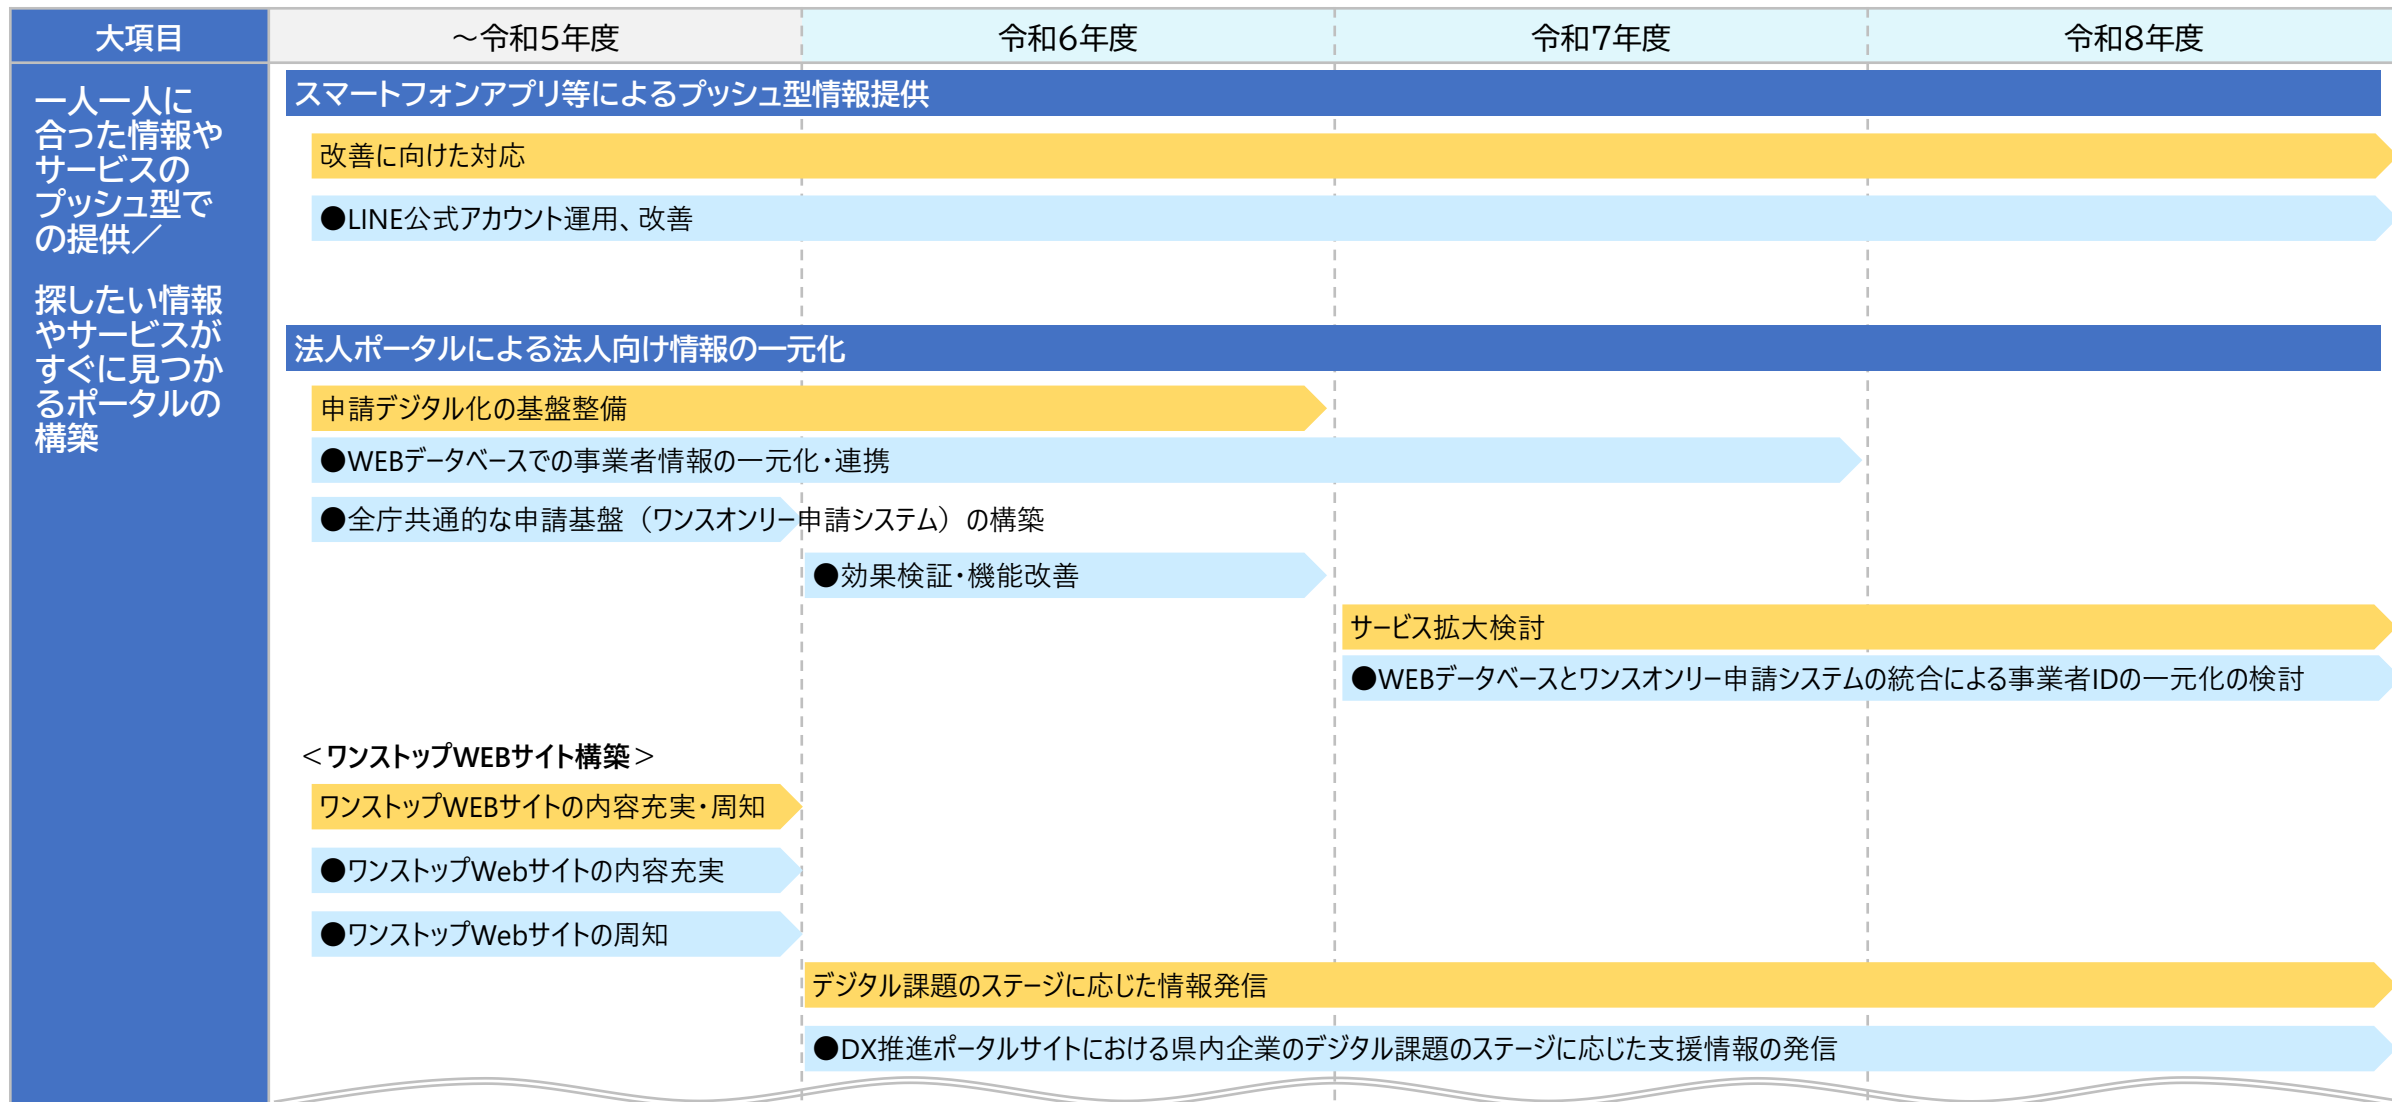 大項目
～令和5年度
令和6年度
令和7年度
令和8年度
一人一人に
合った情報や
サービスの
プッシュ型で
の提供／
探したい情報
やサービスが
すぐに見つか
るポータルの
構築
スマートフォンアプリ等によるプッシュ型情報提供
改善に向けた対応
●LINE公式アカウント運用、改善
法人ポータルによる法人向け情報の一元化
申請デジタル化の基盤整備
●WEBデータベースでの事業者情報の一元化・連携
●全庁共通的な申請基盤（ワンスオンリー申請システム）の構築
●効果検証・機能改善
サービス拡大検討
●WEBデータベースとワンスオンリー申請システムの統合による事業者IDの一元化の検討
＜ワンストップWEBサイト構築＞
ワンストップWEBサイトの内容充実・周知
●ワンストップWebサイトの内容充実
●ワンストップWebサイトの周知
デジタル課題のステージに応じた情報発信
●DX推進ポータルサイトにおける県内企業のデジタル課題のステージに応じた支援情報の発信